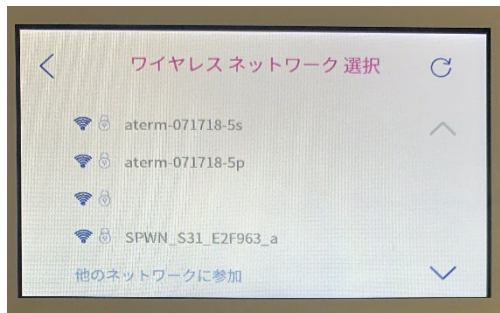 ワイヤレス ネットワーク 選択
aterm-071718-5s
aterm-071718-5p
SPWN_S31_E2F963_a
他のネットワークに参加